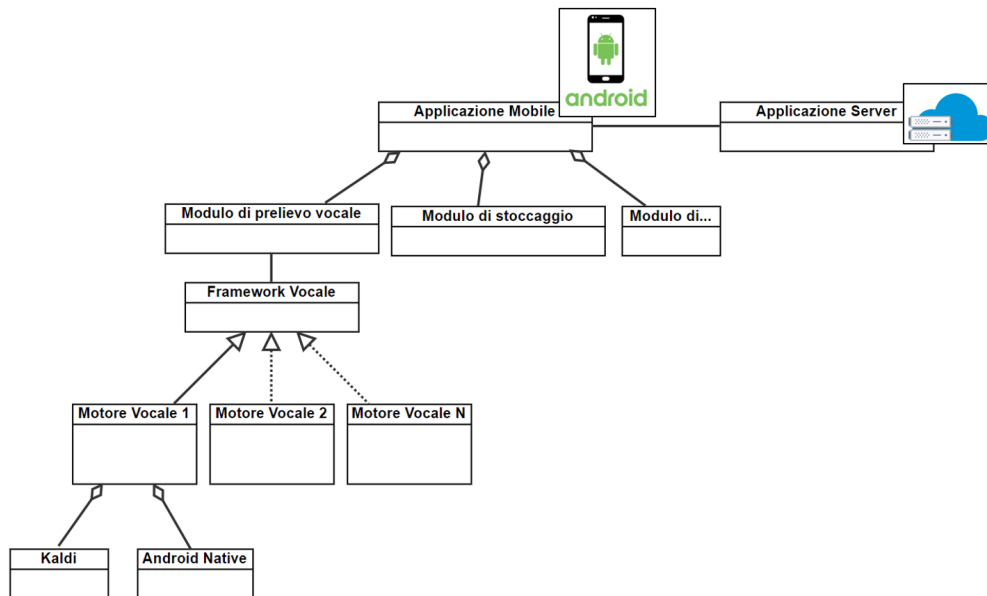 android
Applicazione Mobile
Applicazione Server
Modulo di prelievo vocale
Modulo di stoccaggio
Modulo di...
Framework Vocale
Motore Vocale 1
Motore Vocale 2
Motore Vocale N
Kaldi
Android Native